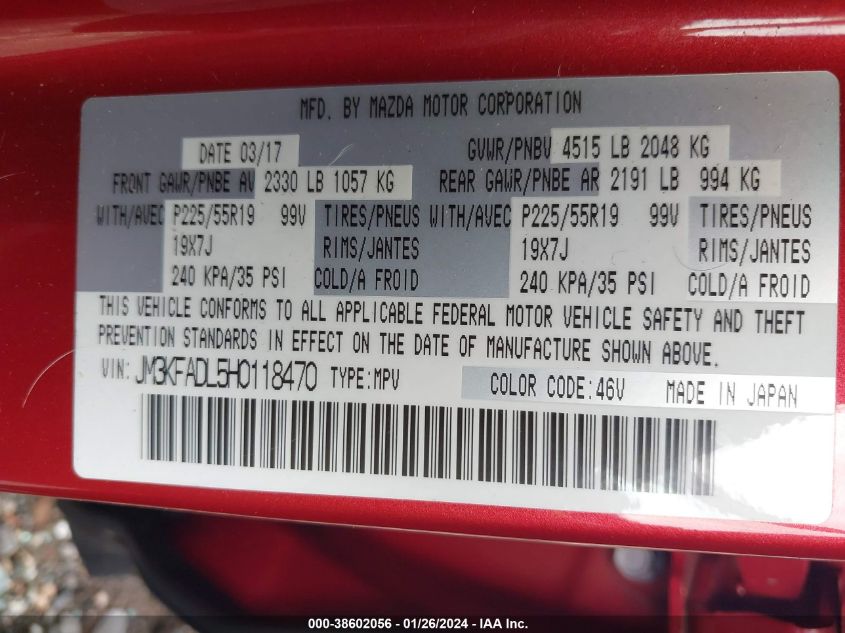 MFD. BY MAZDA MOTOR CORPORATION
DATE 03/17 GVWR/PNBV 4515 LB 2048 KG
FRONT GAWR/PNBE AV 2330 LB 1057 KG REAR GAWR/PNBE AR 2191 LB 994 KG
WITH/AVEC P225/55R19 99V TIRES/PNEUS WITH/AVEC P225/55R19 99V TIRES/PNEUS
19X7J RIMS/JANTES 19X7J RIMS/JANTES
240 KPA/35 PSI COLD/A FROID 240 KPA/35 PSI COLD/A FROID
THIS VEHICLE CONFORMS TO ALL APPLICABLE FEDERAL MOTOR VEHICLE SAFETY AND THEFT
PREVENTION STANDARDS IN EFFECT ON THE DATE OF MANUFACTURE SHOWN ABOVE.
VIN: JM3KFADL5H0118470 TYPE:MPV COLOR CODE:46V MADE IN JAPAN
000-38602056 - 01/26/2024 - IAA Inc.